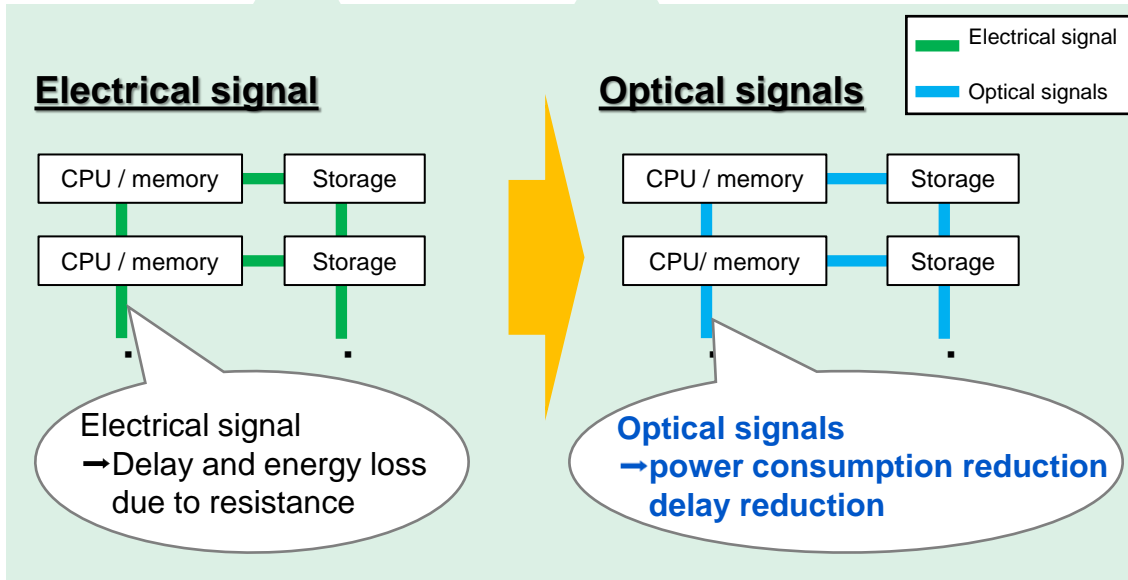 Electrical signal
Optical signals
Electrical signal
Optical signals
CPU / memory
Storage
CPU / memory
Storage
CPU / memory
Storage
CPU/ memory
Storage
Electrical signal
→Delay and energy loss
due to resistance
Optical signals
→power consumption reduction
delay reduction